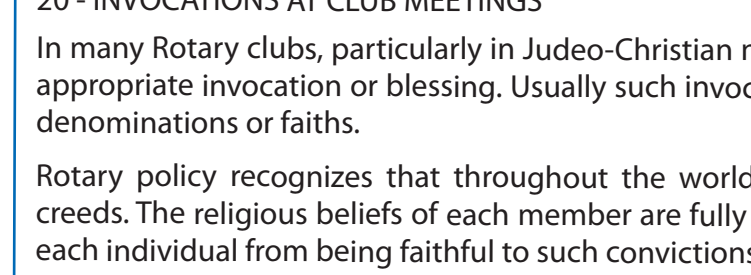 20 - INVOCATIONS AT CLUB MEETINGS
In many Rotary clubs, particularly in Judeo-Christian
appropriate invocation or blessing. Usually such
denominations or faiths.
Rotary policy recognizes that throughout the world
creeds. The religious beliefs of each member are fully
each individual from being faithful to such convictions